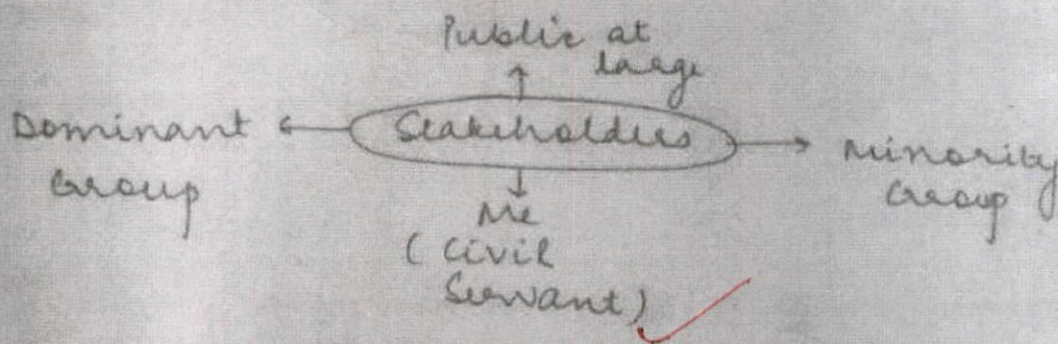 Public at
large
Dominant
Group
Stakeholders
Minority
Group
Me
( Civil
Servant)